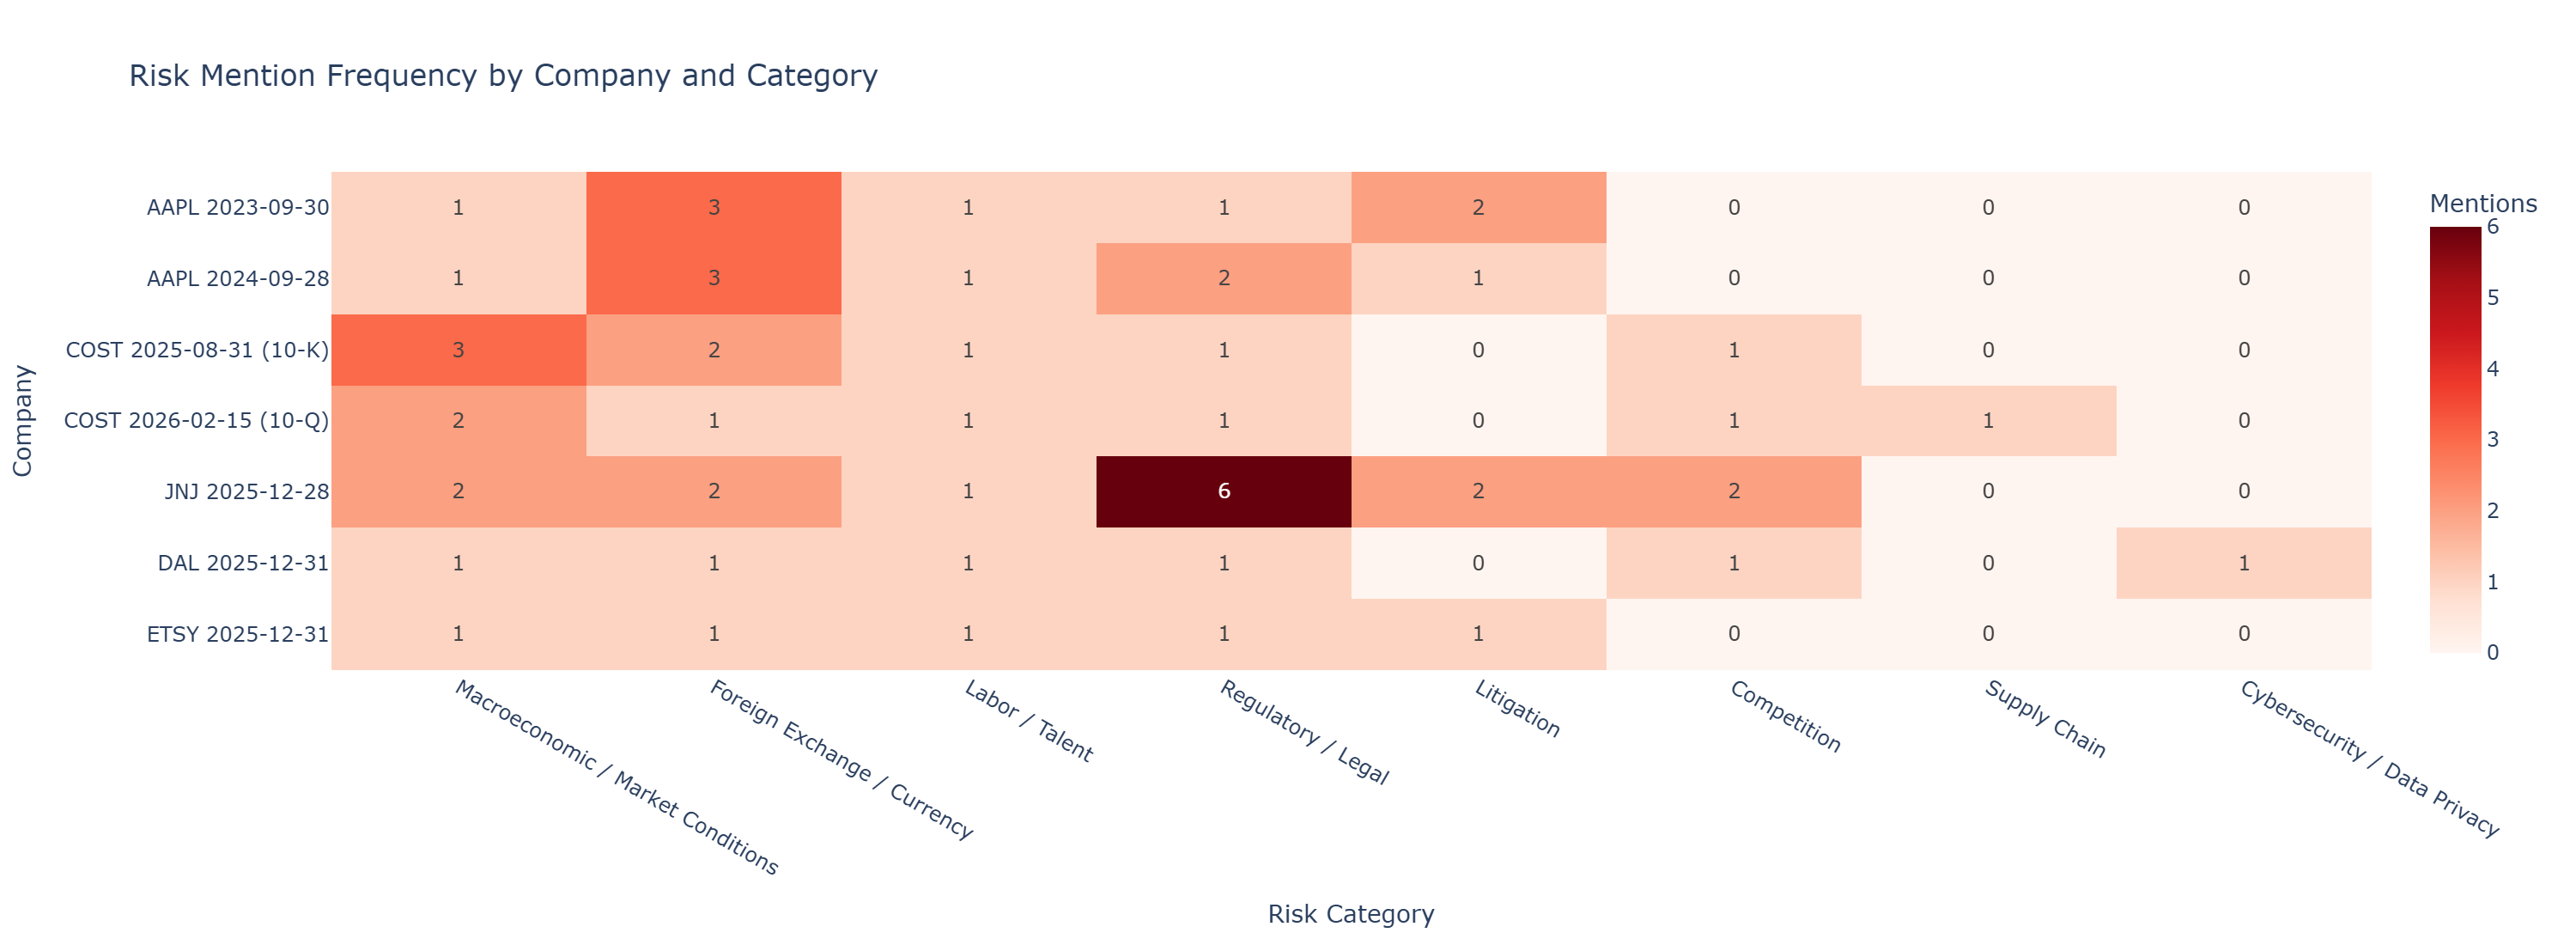 Risk Mention Frequency by Company and Category
Company
AAPL 2023-09-30 1 3 1 1 2 0 0 0
AAPL 2024-09-28 1 3 1 2 1 0 0 0
COST 2025-08-31 (10-K) 3 2 1 1 0 1 0 0
COST 2026-02-15 (10-Q) 2 1 1 1 0 1 1 0
JNJ 2025-12-28 2 2 1 6 2 2 0 0
DAL 2025-12-31 1 1 1 1 0 1 0 1
ETSY 2025-12-31 1 1 1 1 1 0 0 0
Macroeconomic / Market Conditions
Foreign Exchange / Currency
Labor / Talent
Regulatory / Legal
Litigation
Competition
Supply Chain
Cybersecurity / Data Privacy
Risk Category
Mentions
6
5
4
3
2
1
0